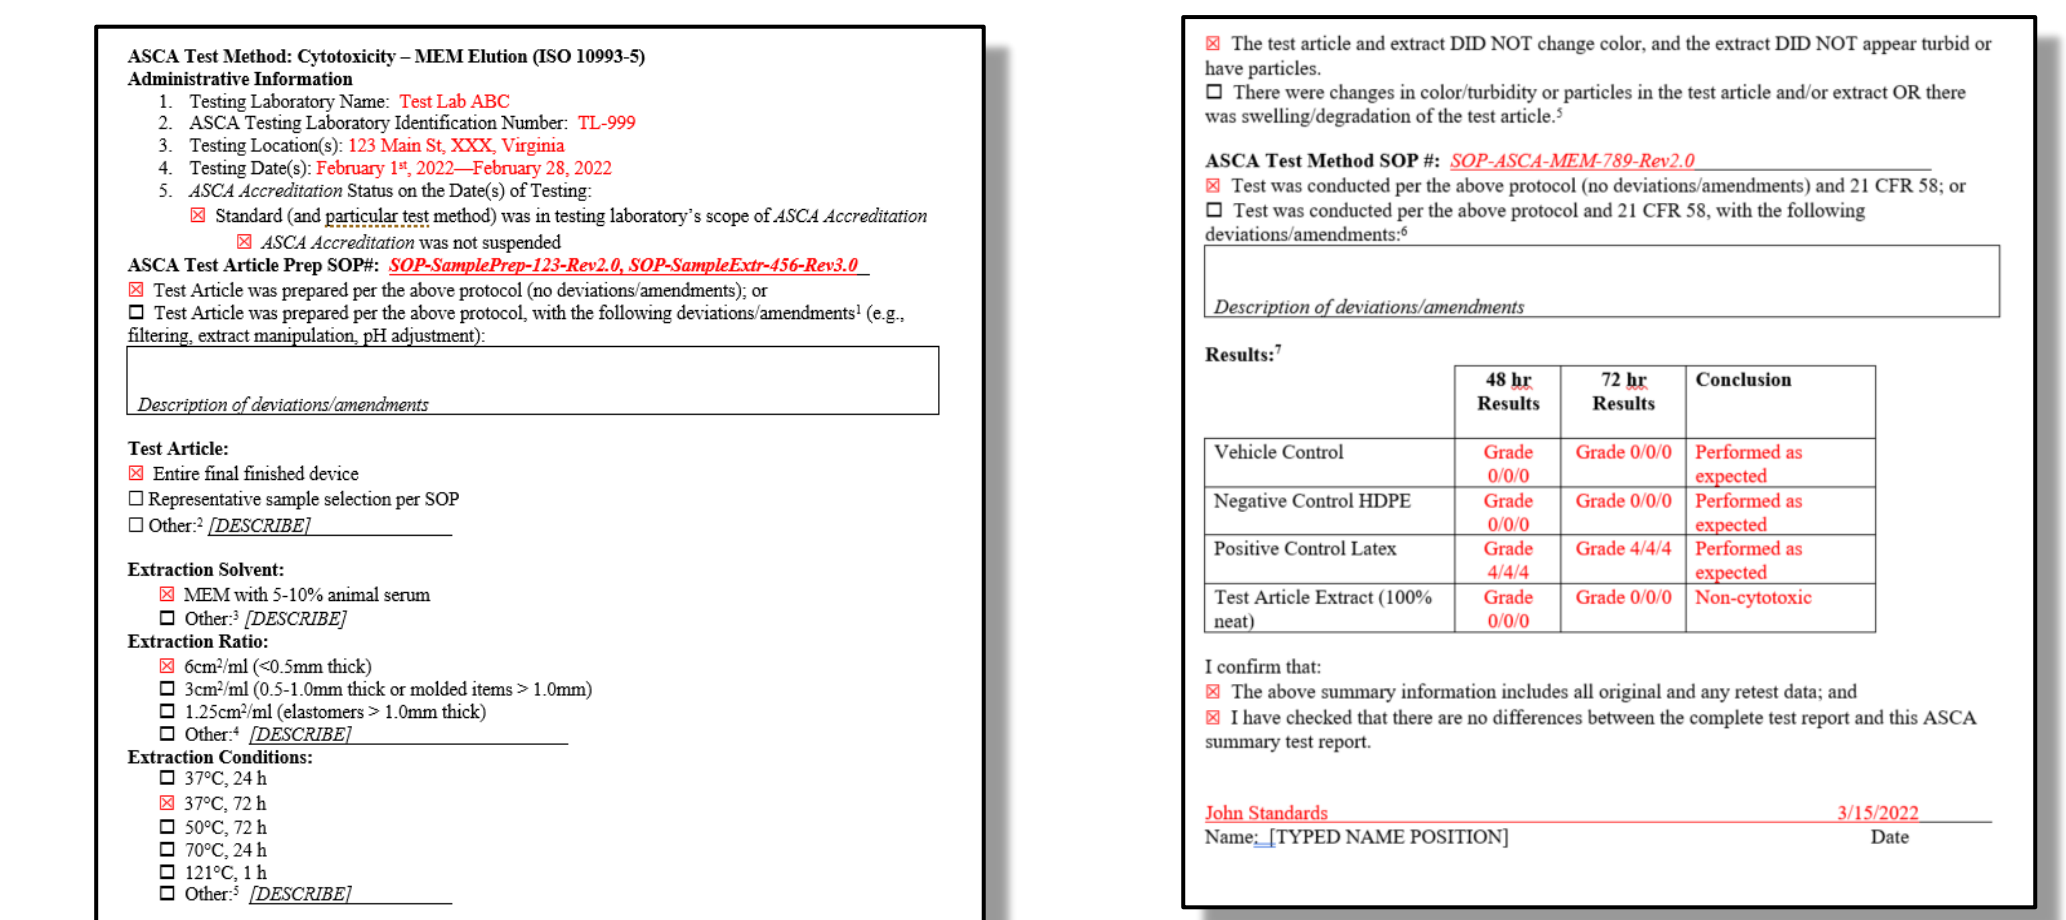 ASCA Test Method: Cytotoxicity – MEM Elution (ISO 10993-5)
Administrative Information
1. Testing Laboratory Name: Test Lab ABC
2. ASCA Testing Laboratory Identification Number: TL-999
3. Testing Location(s): 123 Main St, XXX, Virginia
4. Testing Date(s): February 1st, 2022—February 28, 2022
5. ASCA Accreditation Status on the Date(s) of Testing:
☒ Standard (and particular test method) was in testing laboratory's scope of ASCA Accreditation
☒ ASCA Accreditation was not suspended
ASCA Test Article Prep SOP#: SOP-SamplePrep-123-Rev2.0, SOP-SampleExtr-456-Rev3.0
☒ Test Article was prepared per the above protocol (no deviations/amendments); or
☐ Test Article was prepared per the above protocol, with the following deviations/amendments¹ (e.g.,
filtering, extract manipulation, pH adjustment):
Description of deviations/amendments
Test Article:
☒ Entire final finished device
☐ Representative sample selection per SOP
☐ Other:² [DESCRIBE]
Extraction Solvent:
☒ MEM with 5-10% animal serum
☐ Other:³ [DESCRIBE]
Extraction Ratio:
☒ 6cm²/ml (<0.5mm thick)
☐ 3cm²/ml (0.5-1.0mm thick or molded items > 1.0mm)
☐ 1.25cm²/ml (elastomers > 1.0mm thick)
☐ Other:⁴ [DESCRIBE]
Extraction Conditions:
☐ 37°C, 24 h
☒ 37°C, 72 h
☐ 50°C, 72 h
☐ 70°C, 24 h
☐ 121°C, 1 h
☐ Other:⁵ [DESCRIBE]
☒ The test article and extract DID NOT change color, and the extract DID NOT appear turbid or
have particles.
☐ There were changes in color/turbidity or particles in the test article and/or extract OR there
was swelling/degradation of the test article.⁵
ASCA Test Method SOP #: SOP-ASCA-MEM-789-Rev2.0
☒ Test was conducted per the above protocol (no deviations/amendments) and 21 CFR 58; or
☐ Test was conducted per the above protocol and 21 CFR 58, with the following
deviations/amendments:⁶
Description of deviations/amendments
Results:⁷
48 hr Results 72 hr Results Conclusion
Vehicle Control Grade 0/0/0 Grade 0/0/0 Performed as expected
Negative Control HDPE Grade 0/0/0 Grade 0/0/0 Performed as expected
Positive Control Latex Grade 4/4/4 Grade 4/4/4 Performed as expected
Test Article Extract (100% neat) Grade 0/0/0 Grade 0/0/0 Non-cytotoxic
I confirm that:
☒ The above summary information includes all original and any retest data; and
☒ I have checked that there are no differences between the complete test report and this ASCA
summary test report.
John Standards 3/15/2022
Name: [TYPED NAME POSITION] Date